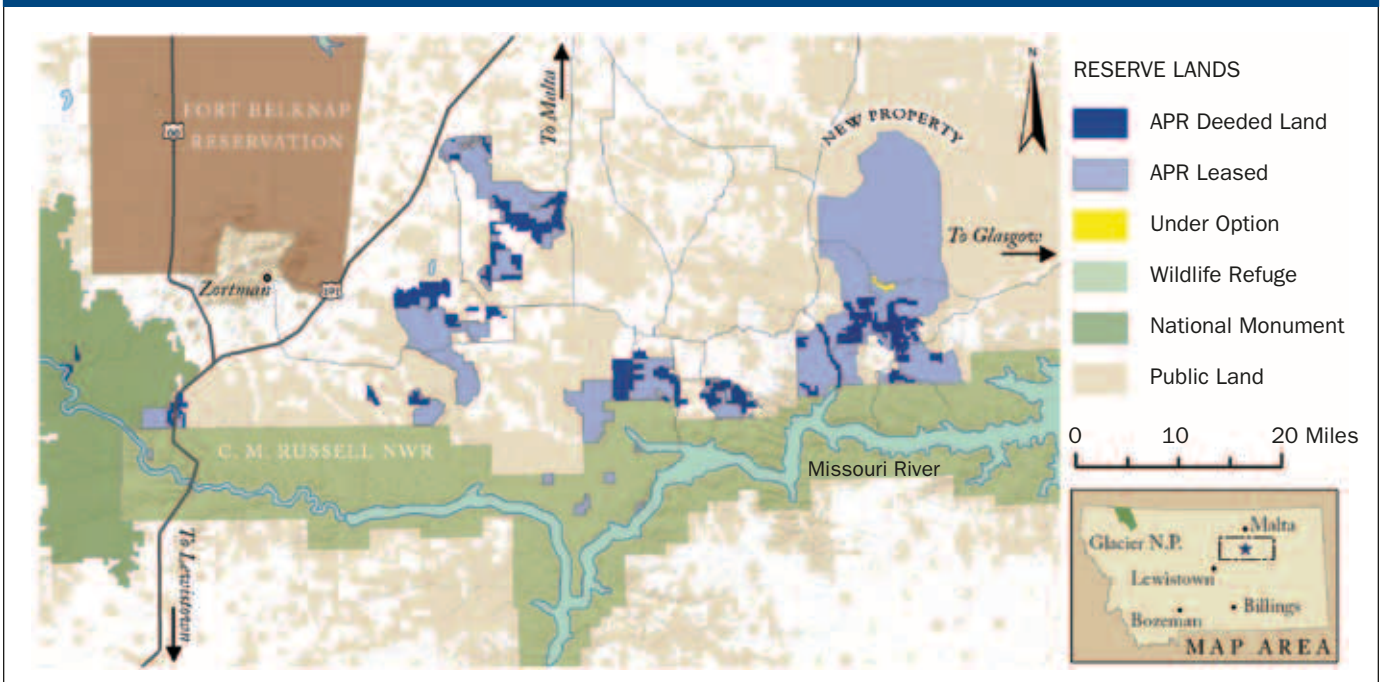 FORT BELKNAP
RESERVATION
66
To Malta
NEW PROPERTY
N
To Glasgow
Zortman
191
C. M. RUSSELL NWR
Missouri River
To Lewistown
RESERVE LANDS
APR Deeded Land
APR Leased
Under Option
Wildlife Refuge
National Monument
Public Land
0 10 20 Miles
Malta
Glacier N.P.
Lewistown
Billings
Bozeman
MAP AREA